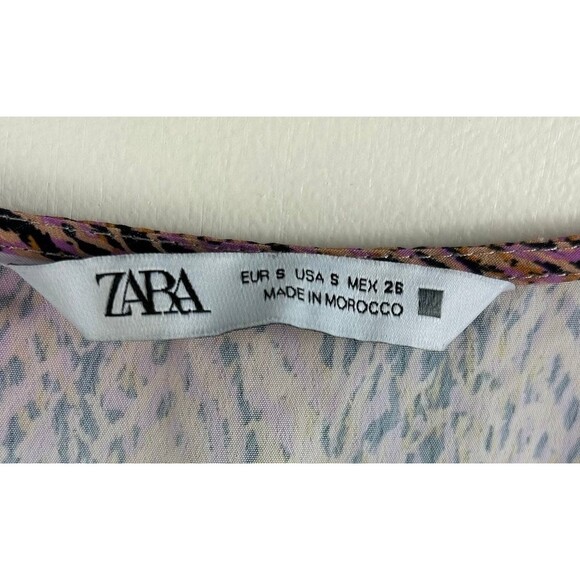 ZARA
EUR S USA S MEX 26
MADE IN MOROCCO